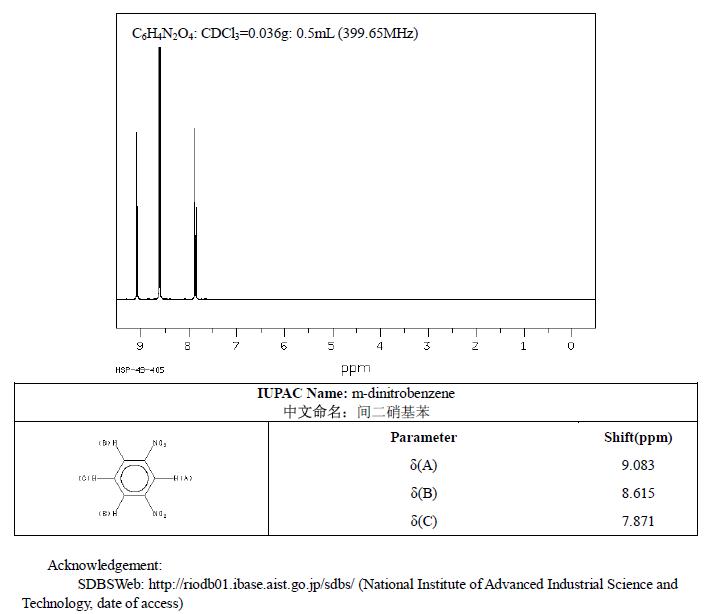 C₆H₄N₂O₄: CDCl₃=0.036g: 0.5mL (399.65MHz)
9 8 7 6 5 4 3 2 1 0
HSP-49-405
ppm
IUPAC Name: m-dinitrobenzene
中文命名：间二硝基苯
Parameter Shift(ppm)
(B)H NO₂
(C)H H(A)
(B)H NO₂
δ(A) 9.083
δ(B) 8.615
δ(C) 7.871
Acknowledgement:
SDBSWeb: http://riodb01.ibase.aist.go.jp/sdbs/ (National Institute of Advanced Industrial Science and
Technology, date of access)